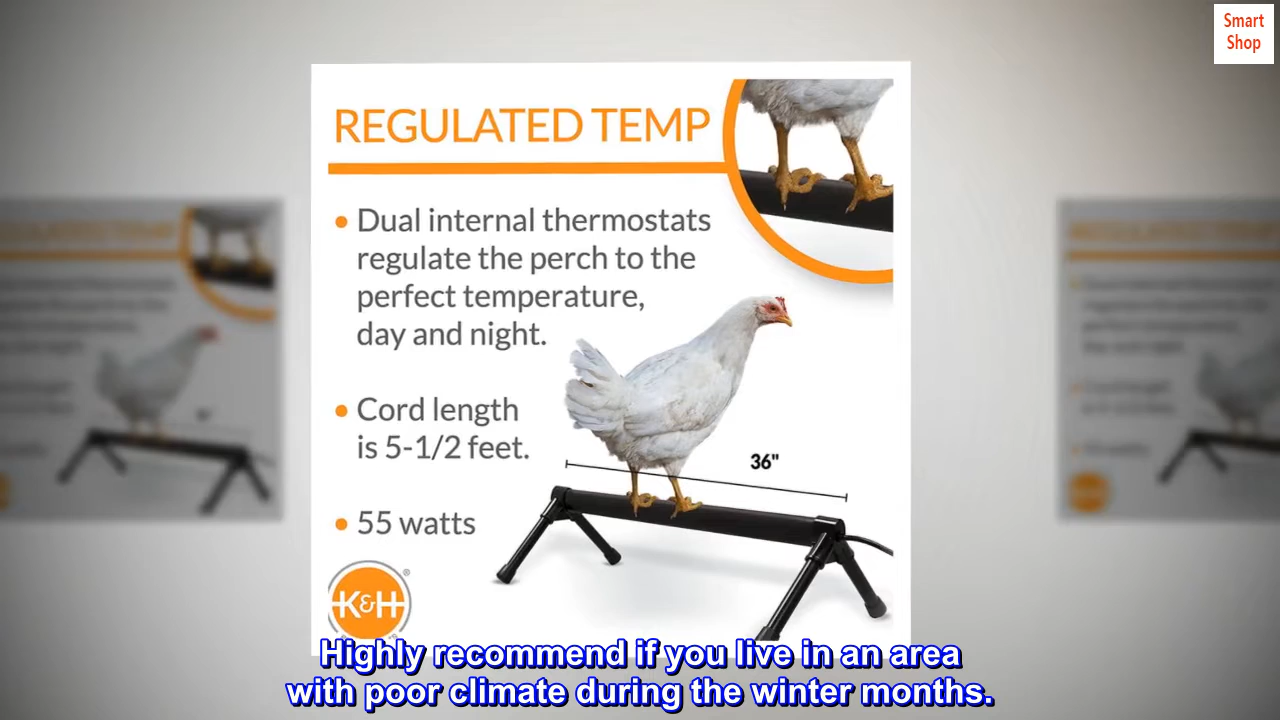 Smart
Shop
REGULATED TEMP
• Dual internal thermostats
regulate the perch to the
perfect temperature,
day and night.
• Cord length
is 5-1/2 feet.
36"
• 55 watts
K&H
®
Highly recommend if you live in an area
with poor climate during the winter months.